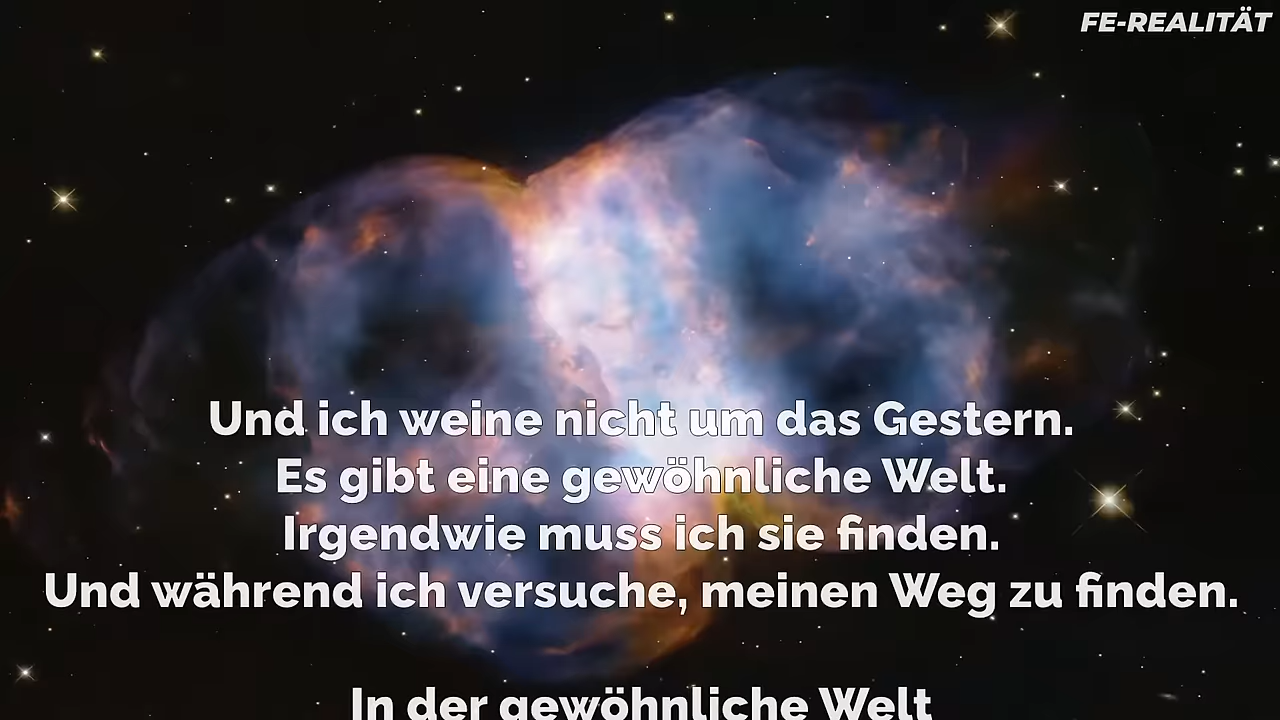 FE-REALITÄT
Und ich weine nicht um das Gestern.
Es gibt eine gewöhnliche Welt.
Irgendwie muss ich sie finden.
Und während ich versuche, meinen Weg zu finden.
In der gewöhnliche Welt